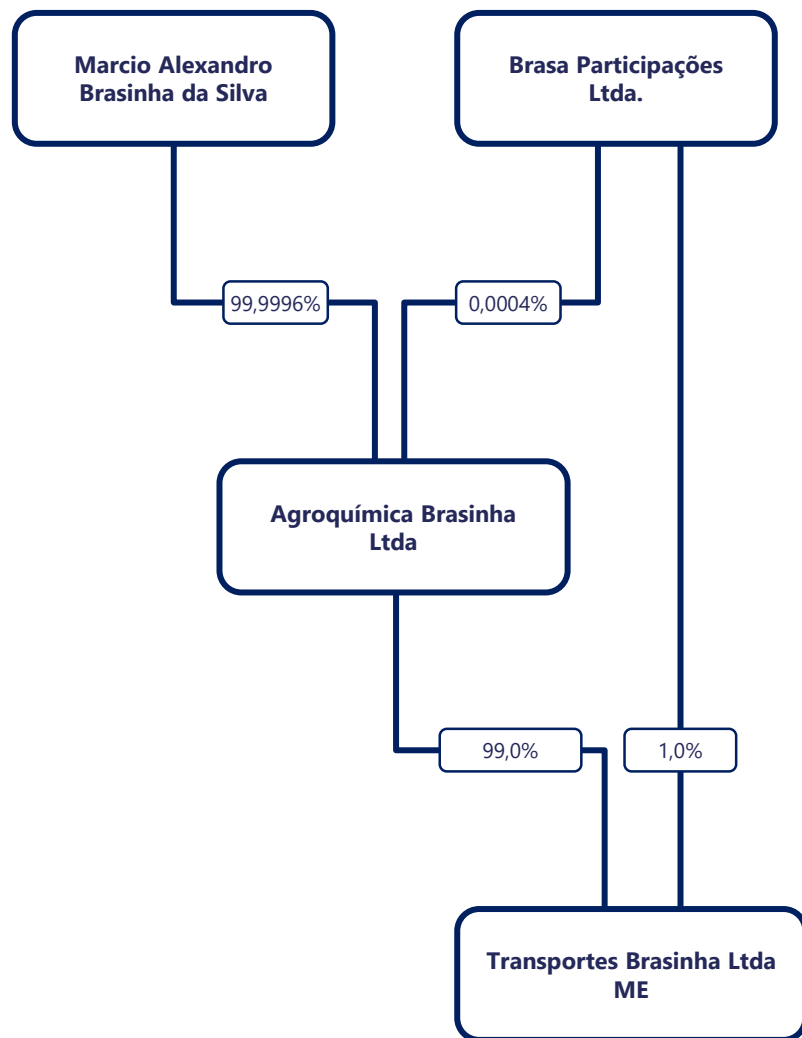 Marcio Alexandro
Brasinha da Silva
Brasa Participações
Ltda.
99,9996%
0,0004%
Agroquímica Brasinha
Ltda
99,0%
1,0%
Transportes Brasinha Ltda
ME